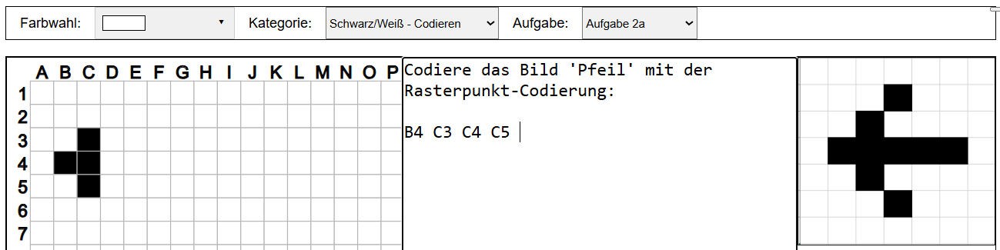 Farbwahl: Kategorie: Schwarz/Weiß - Codieren Aufgabe: Aufgabe 2a
A B C D E F G H I J K L M N O P
1
2
3
4
5
6
7
Codiere das Bild 'Pfeil' mit der
Rasterpunkt-Codierung:
B4 C3 C4 C5